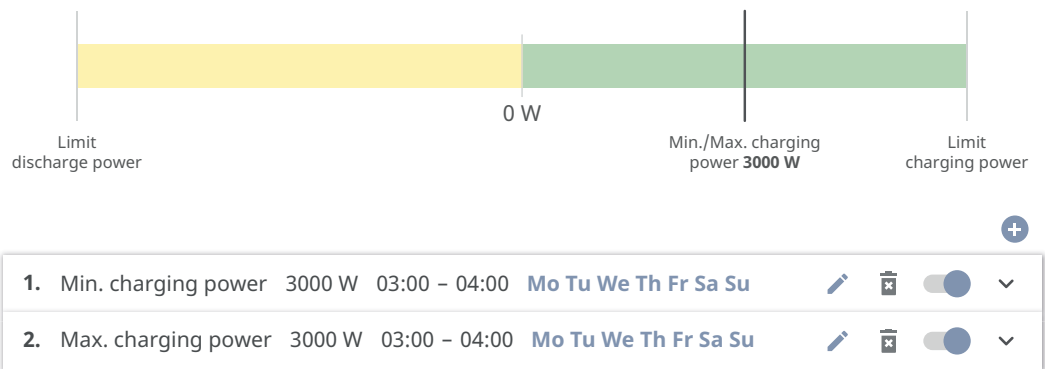 0 W
Limit
discharge power
Min./Max. charging
power 3000 W
Limit
charging power
1. Min. charging power 3000 W 03:00 – 04:00 Mo Tu We Th Fr Sa Su
2. Max. charging power 3000 W 03:00 – 04:00 Mo Tu We Th Fr Sa Su